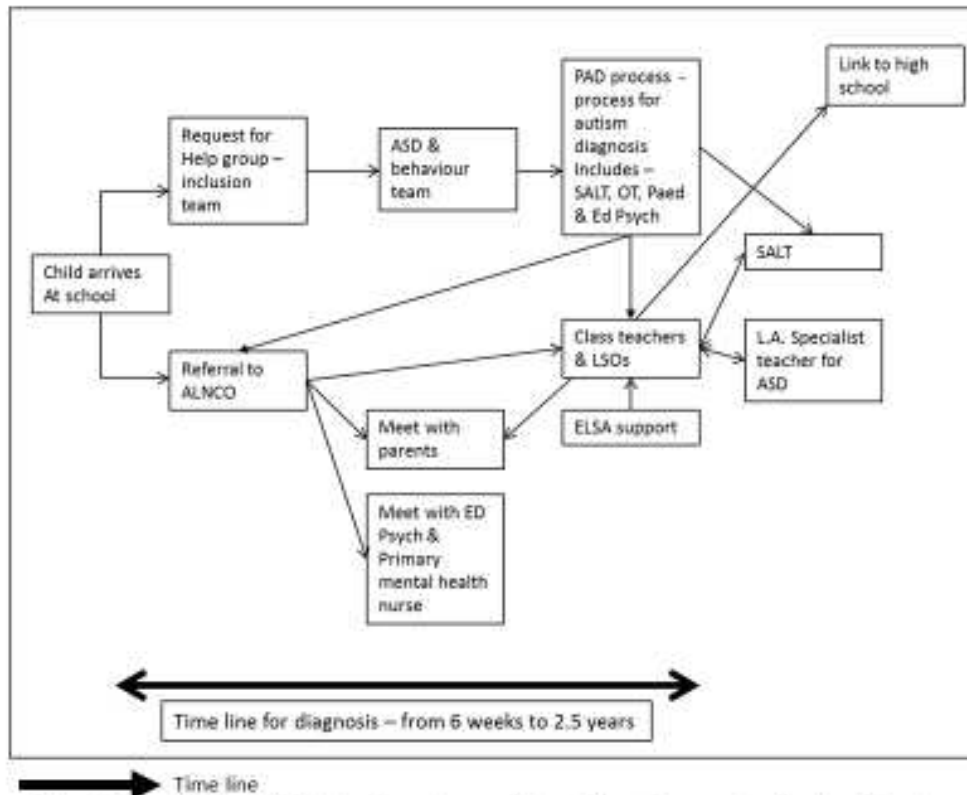 Request for
Help group –
inclusion
team
ASD &
behaviour
team
PAD process -
process for
autism
diagnosis
Includes –
SALT, OT, Paed
& Ed Psych
Link to high
school
Child arrives
At school
SALT
Referral to
ALNCO
Class teachers
& LSOs
L.A. Specialist
teacher for
ASD
Meet with
parents
ELSA support
Meet with ED
Psych &
Primary
mental health
nurse
Time line for diagnosis – from 6 weeks to 2.5 years
Time line